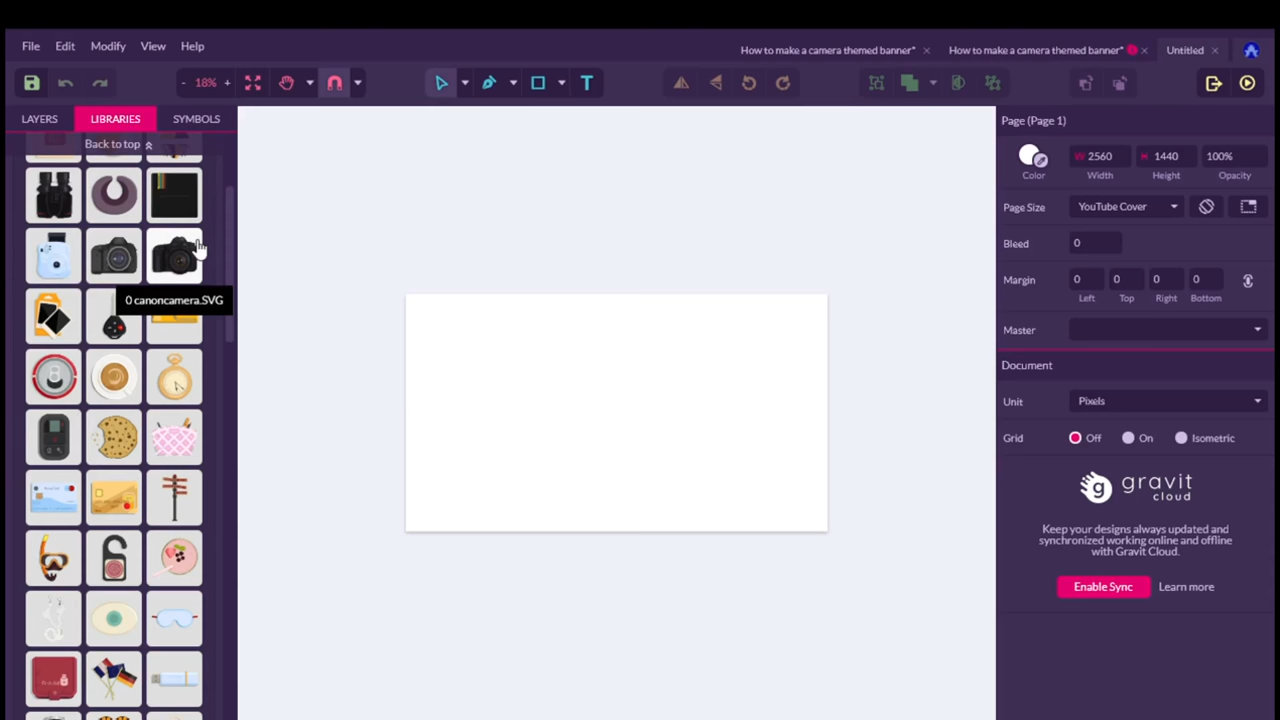 File Edit Modify View Help
How to make a camera themed banner* How to make a camera themed banner* Untitled
- 18% + T
LAYERS LIBRARIES SYMBOLS
Back to top
0 canoncamera.SVG
Page (Page 1)
W 2560 H 1440 100%
Color Width Height Opacity
Page Size YouTube Cover
Bleed 0
Margin 0 0 0 0
Left Top Right Bottom
Master
Document
Unit Pixels
Grid Off On Isometric
g gravit
cloud
Keep your designs always updated and
synchronized working online and offline
with Gravit Cloud.
Enable Sync Learn more